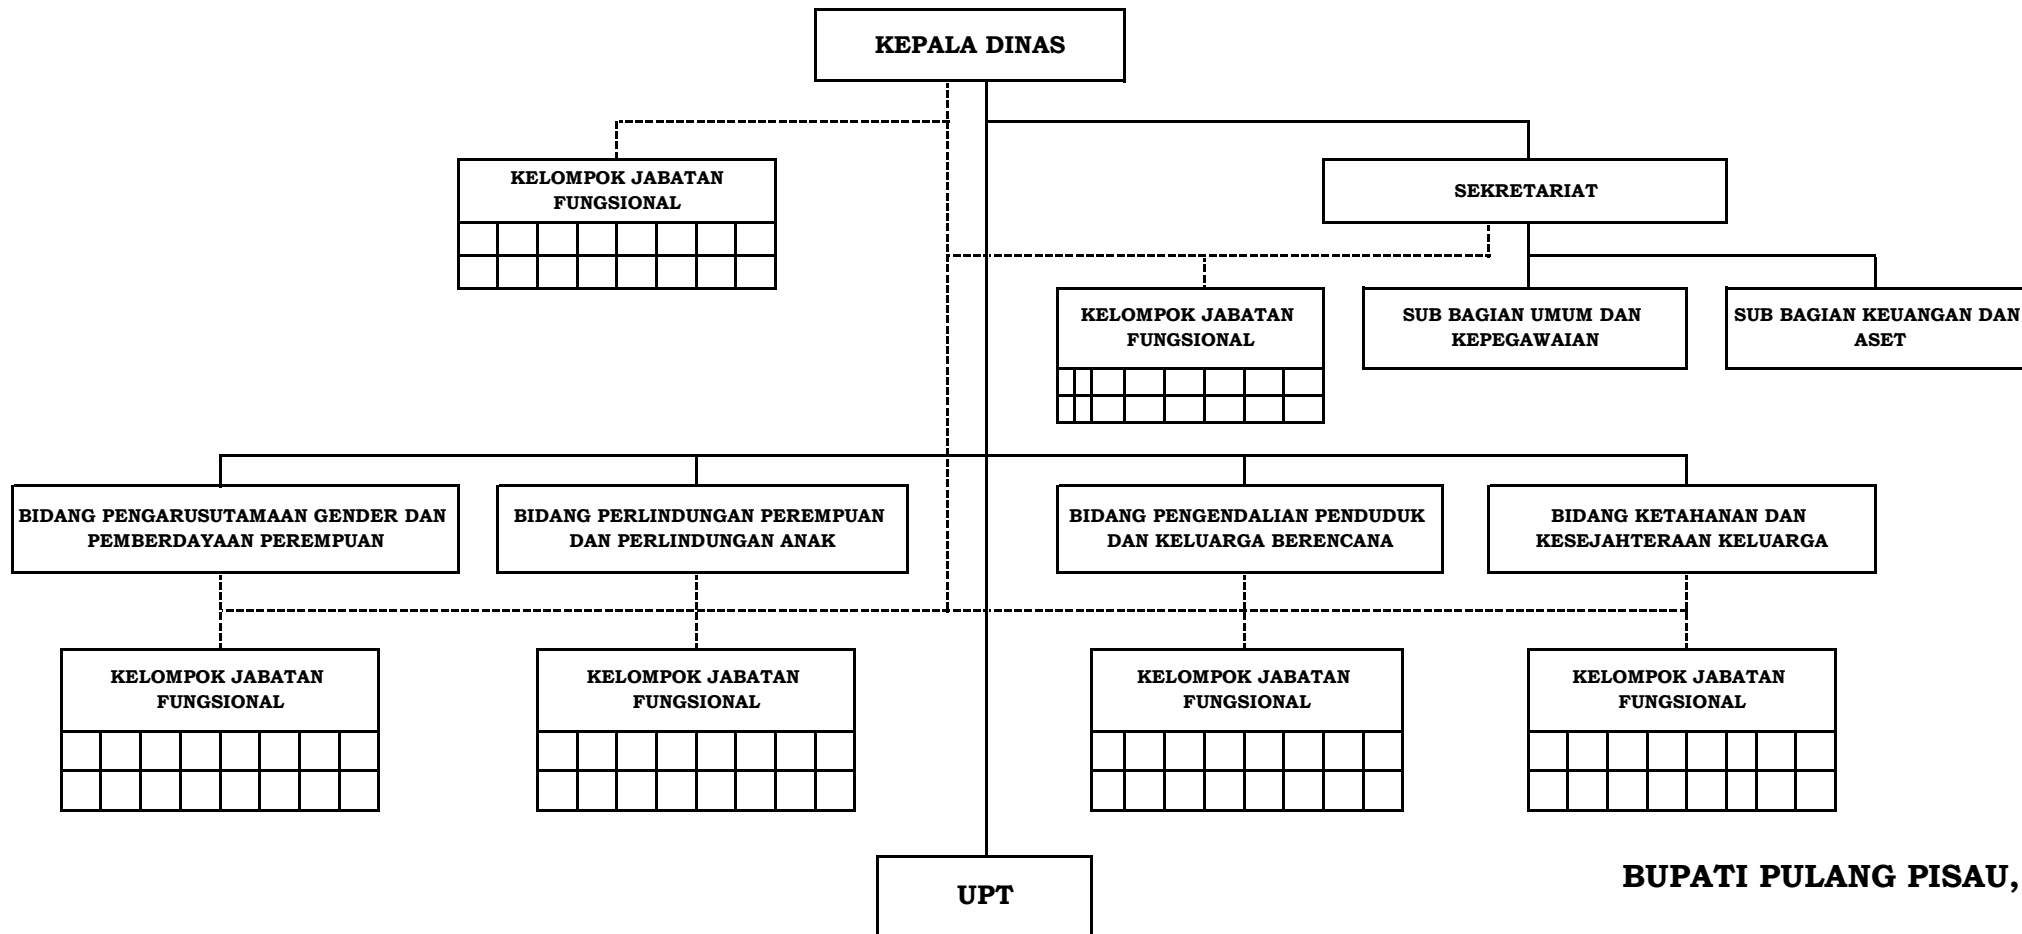 KEPALA DINAS
KELOMPOK JABATAN
FUNGSIONAL
SEKRETARIAT
KELOMPOK JABATAN
FUNGSIONAL
SUB BAGIAN UMUM DAN
KEPEGAWAIAN
SUB BAGIAN KEUANGAN DAN
ASET
BIDANG PENGARUSUTAMAAN GENDER DAN
PEMBERDAYAAN PEREMPUAN
BIDANG PERLINDUNGAN PEREMPUAN
DAN PERLINDUNGAN ANAK
BIDANG PENGENDALIAN PENDUDUK
DAN KELUARGA BERENCANA
BIDANG KETAHANAN DAN
KESEJAHTERAAN KELUARGA
KELOMPOK JABATAN
FUNGSIONAL
KELOMPOK JABATAN
FUNGSIONAL
KELOMPOK JABATAN
FUNGSIONAL
KELOMPOK JABATAN
FUNGSIONAL
UPT
BUPATI PULANG PISAU,